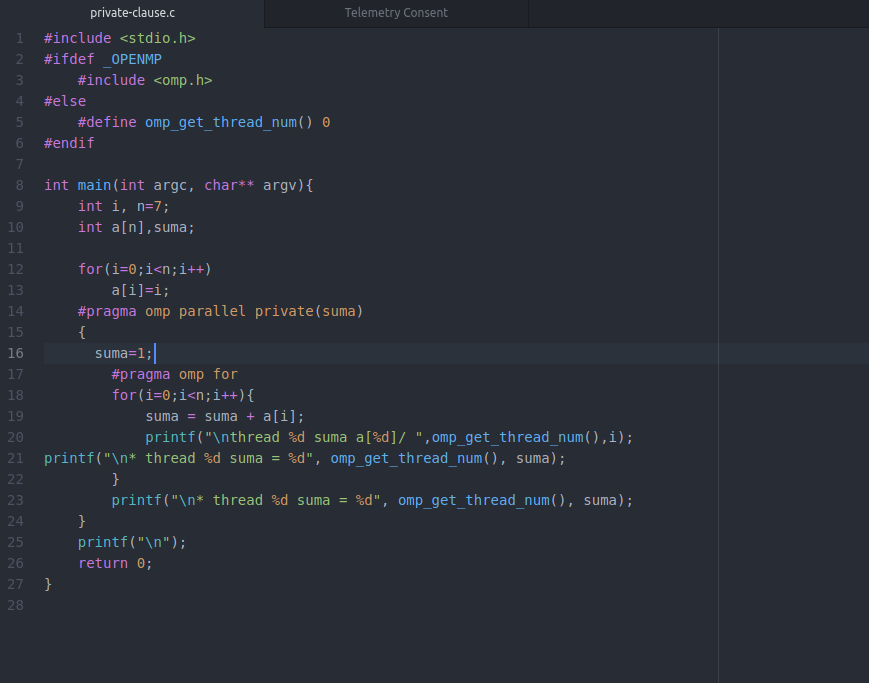 private-clause.c
Telemetry Consent
1 #include <stdio.h>
2 #ifdef _OPENMP
3     #include <omp.h>
4 #else
5     #define omp_get_thread_num() 0
6 #endif
7
8 int main(int argc, char** argv){
9     int i, n=7;
10     int a[n],suma;
11
12     for(i=0;i<n;i++)
13         a[i]=i;
14     #pragma omp parallel private(suma)
15     {
16       suma=1;
17         #pragma omp for
18         for(i=0;i<n;i++){
19             suma = suma + a[i];
20             printf("\nthread %d suma a[%d]/ ",omp_get_thread_num(),i);
21 printf("\n* thread %d suma = %d", omp_get_thread_num(), suma);
22         }
23         printf("\n* thread %d suma = %d", omp_get_thread_num(), suma);
24     }
25     printf("\n");
26     return 0;
27 }
28